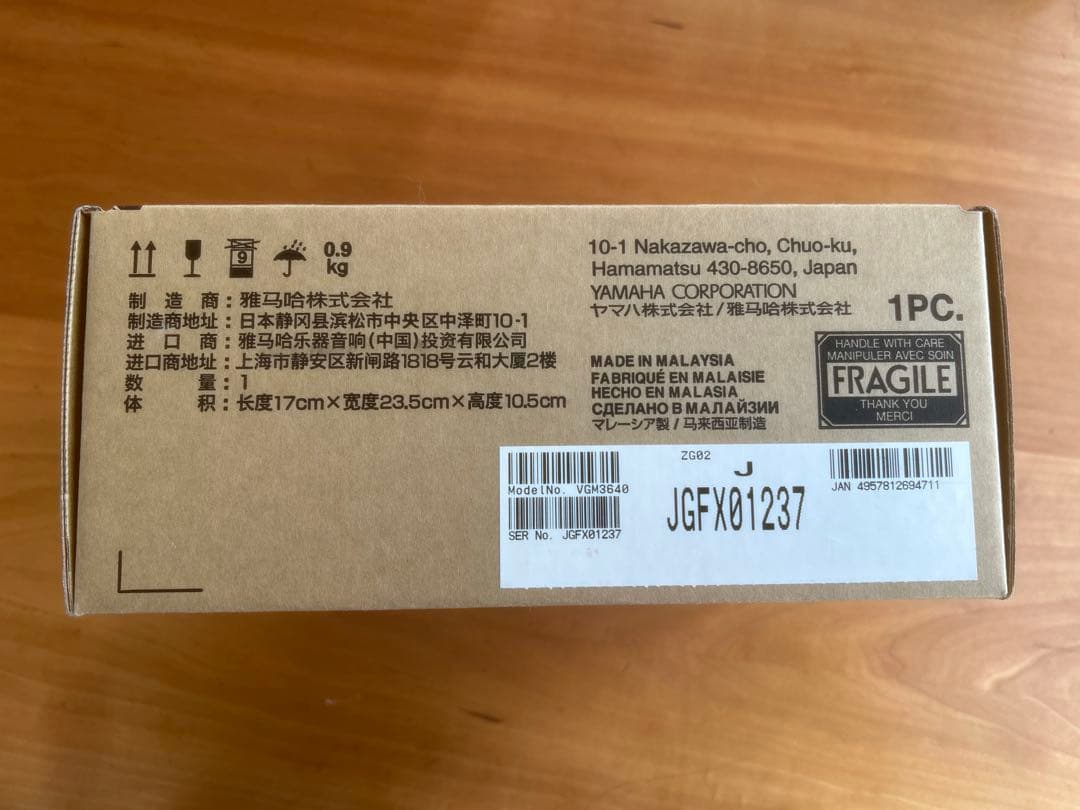 9
0.9
kg
制造商：雅马哈株式会社
制造商地址：日本静冈县滨松市中央区中泽町10-1
进口商：雅马哈乐器音响(中国)投资有限公司
进口商地址：上海市静安区新闸路1818号云和大厦2楼
数量：1
体积：长度17cm×宽度23.5cm×高度10.5cm
10-1 Nakazawa-cho, Chuo-ku,
Hamamatsu 430-8650, Japan
YAMAHA CORPORATION
ヤマハ株式会社/雅马哈株式会社
1PC.
MADE IN MALAYSIA
FABRIQUÉ EN MALAISIE
HECHO EN MALASIA
СДЕЛАНО В МАЛАЙЗИИ
マレーシア製/马来西亚制造
HANDLE WITH CARE
MANIPULER AVEC SOIN
FRAGILE
THANK YOU
MERCI
ZG02
J
ModelNo. VGM3640
JGFX01237
SER No. JGFX01237
JAN 4957812694711